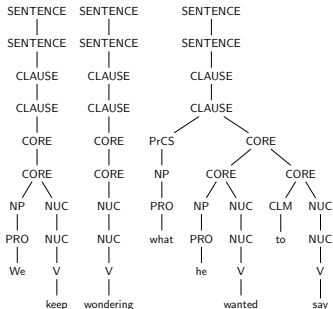 SENTENCE SENTENCE SENTENCE
SENTENCE SENTENCE SENTENCE
CLAUSE CLAUSE CLAUSE
CLAUSE CLAUSE CLAUSE
CORE CORE PrCS CORE
CORE CORE NP CORE CORE
NP NUC NUC PRO NP NUC CLM NUC
PRO NUC NUC what PRO NUC to NUC
We V V he V V
keep wondering wanted say